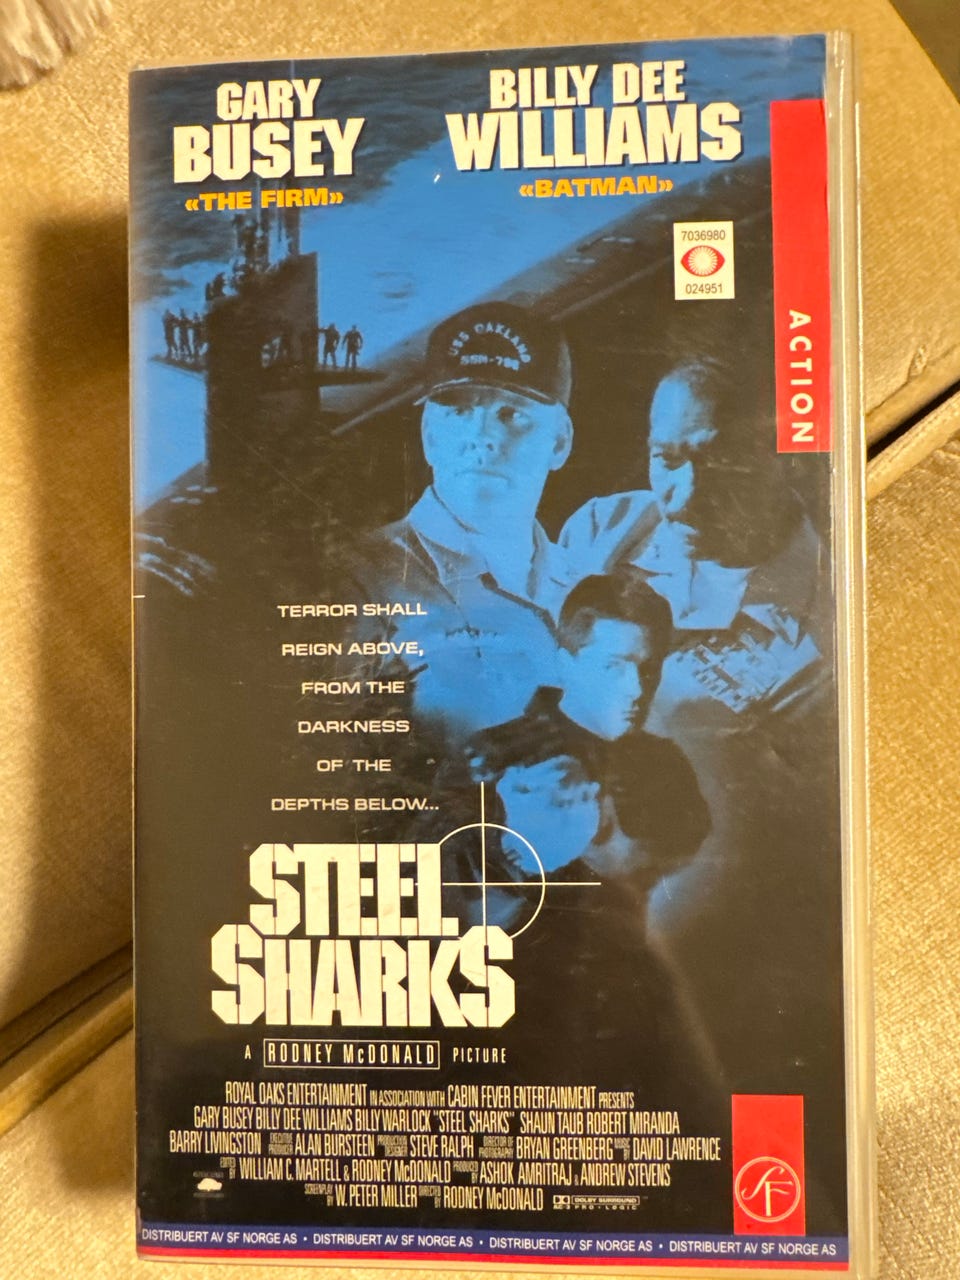 GARY
BUSEY
«THE FIRM»
BILLY DEE
WILLIAMS
«BATMAN»
7036980
024951
ACTION
USS OAKLAND
TERROR SHALL
REIGN ABOVE,
FROM THE
DARKNESS
OF THE
DEPTHS BELOW...
STEEL
SHARKS
A RODNEY McDONALD PICTURE
ROYAL OAKS ENTERTAINMENT IN ASSOCIATION WITH CABIN FEVER ENTERTAINMENT PRESENTS
GARY BUSEY BILLY DEE WILLIAMS BILLY WARLOCK "STEEL SHARKS" SHAUN TAUB ROBERT MIRANDA
BARRY LIVINGSTON EXECUTIVE PRODUCER ALAN BURSTEEN PRODUCTION DESIGNER STEVE RALPH DIRECTOR OF PHOTOGRAPHY BRYAN GREENBERG MUSIC BY DAVID LAWRENCE
EDITED BY WILLIAM C. MARTELL & RODNEY McDONALD PRODUCED BY ASHOK AMRITRAJ & ANDREW STEVENS
SCREENPLAY BY W. PETER MILLER DIRECTED BY RODNEY McDONALD DOLBY SURROUND
AC-3 PRO · LOGIC
SF
DISTRIBUERT AV SF NORGE AS · DISTRIBUERT AV SF NORGE AS · DISTRIBUERT AV SF NORGE AS · DISTRIBUERT AV SF NORGE AS